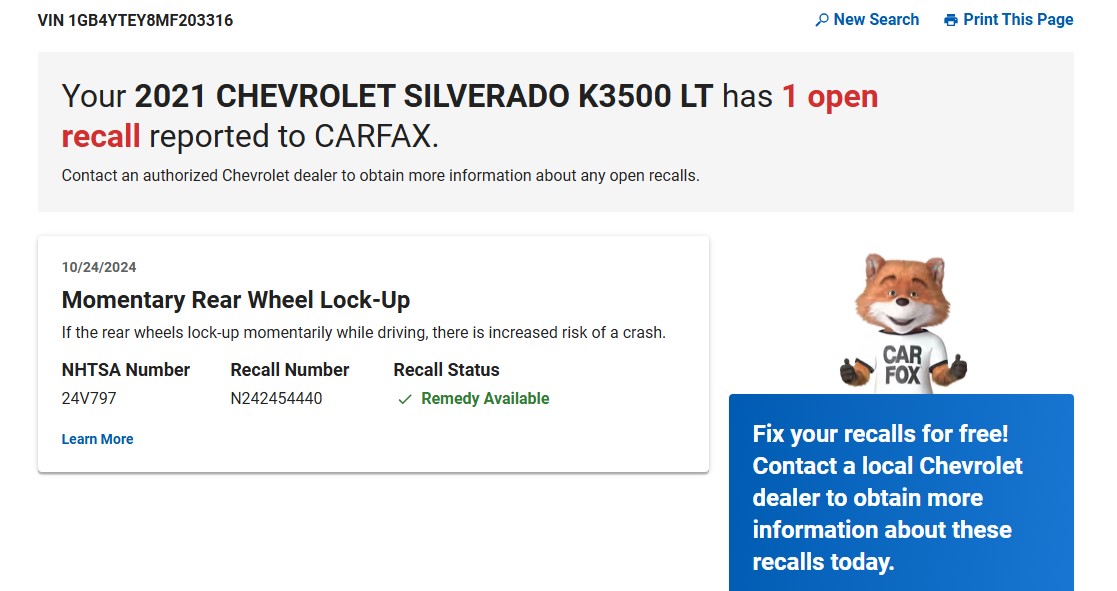 VIN 1GB4YTEY8MF203316
New Search Print This Page
Your 2021 CHEVROLET SILVERADO K3500 LT has 1 open
recall reported to CARFAX.
Contact an authorized Chevrolet dealer to obtain more information about any open recalls.
10/24/2024
Momentary Rear Wheel Lock-Up
If the rear wheels lock-up momentarily while driving, there is increased risk of a crash.
NHTSA Number Recall Number Recall Status
24V797 N242454440 Remedy Available
Learn More
CAR
FOX
Fix your recalls for free!
Contact a local Chevrolet
dealer to obtain more
information about these
recalls today.